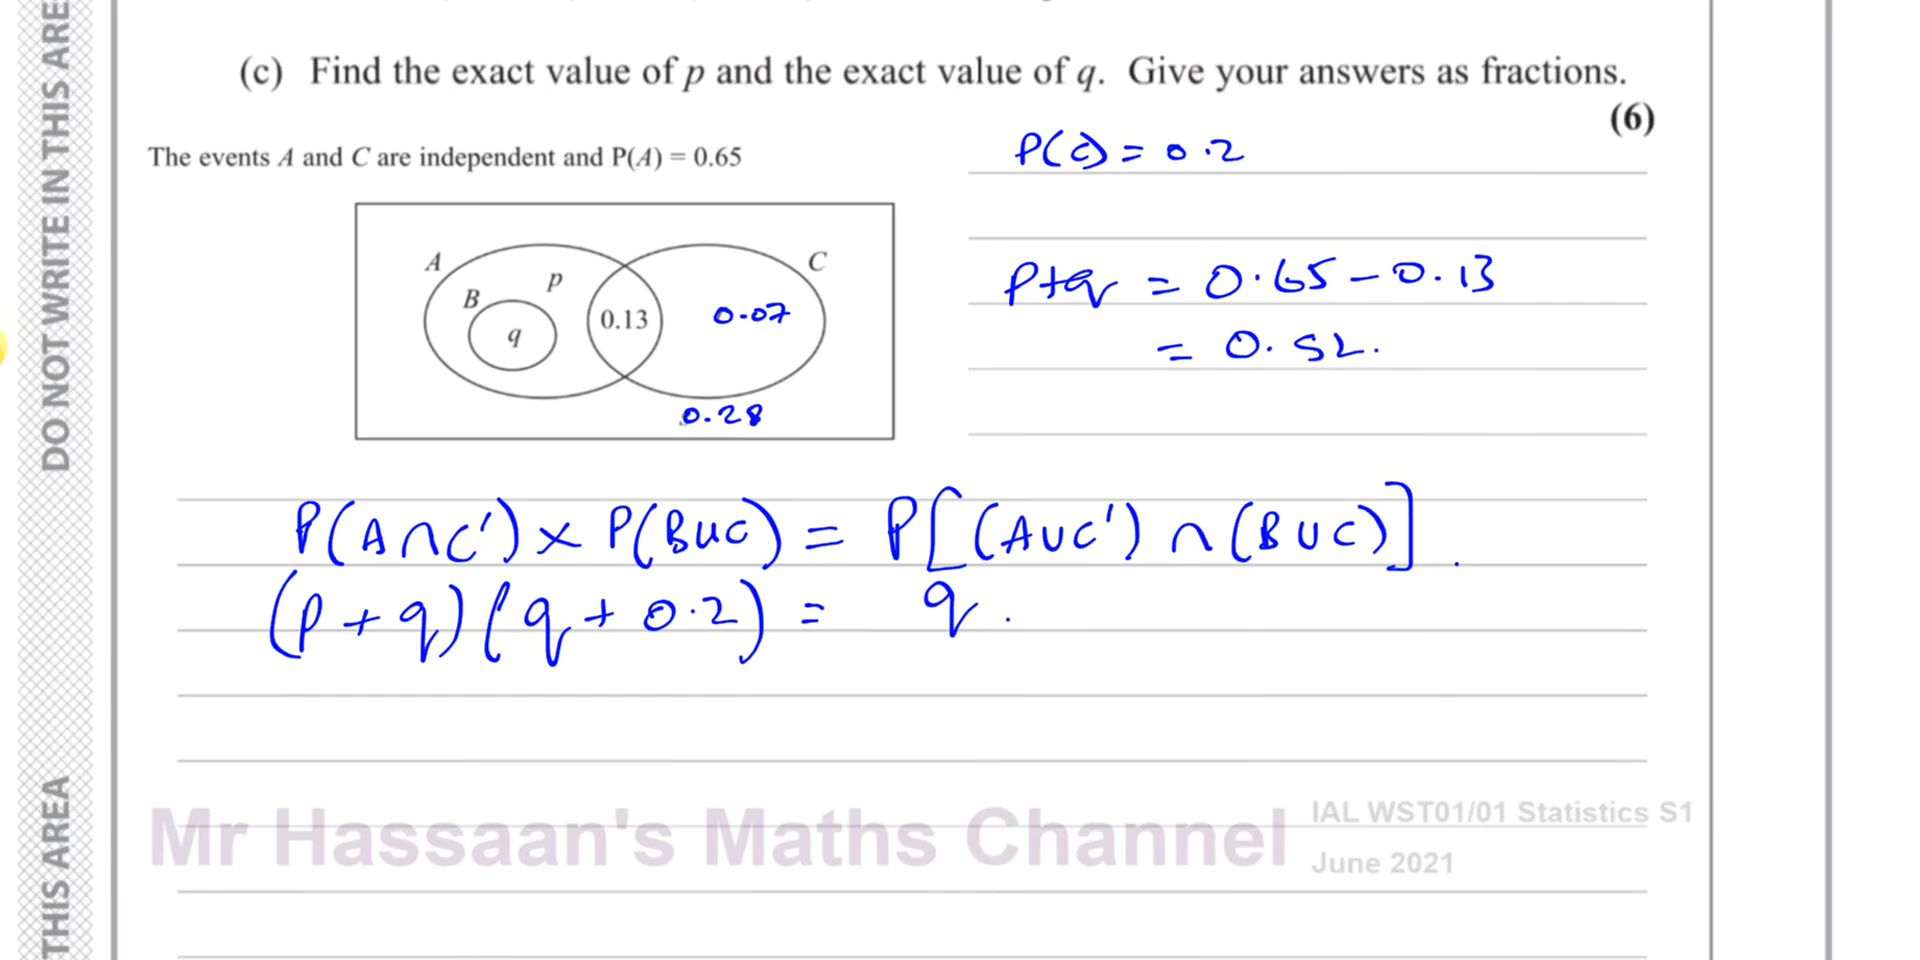 (c) Find the exact value of p and the exact value of q. Give your answers as fractions.
(6)
The events A and C are independent and P(A) = 0.65
P(C) = 0.2
A
B
p
q
0.13
0.07
C
0.28
p+q = 0.65 - 0.13
= 0.52.
P(A∩C') × P(B∪C) = P[(A∪C') ∩ (B∪C)].
(p + q)(q + 0.2) = q.
Mr Hassaan's Maths Channel
IAL WST01/01 Statistics S1
June 2021
DO NOT WRITE IN THIS ARE
THIS AREA